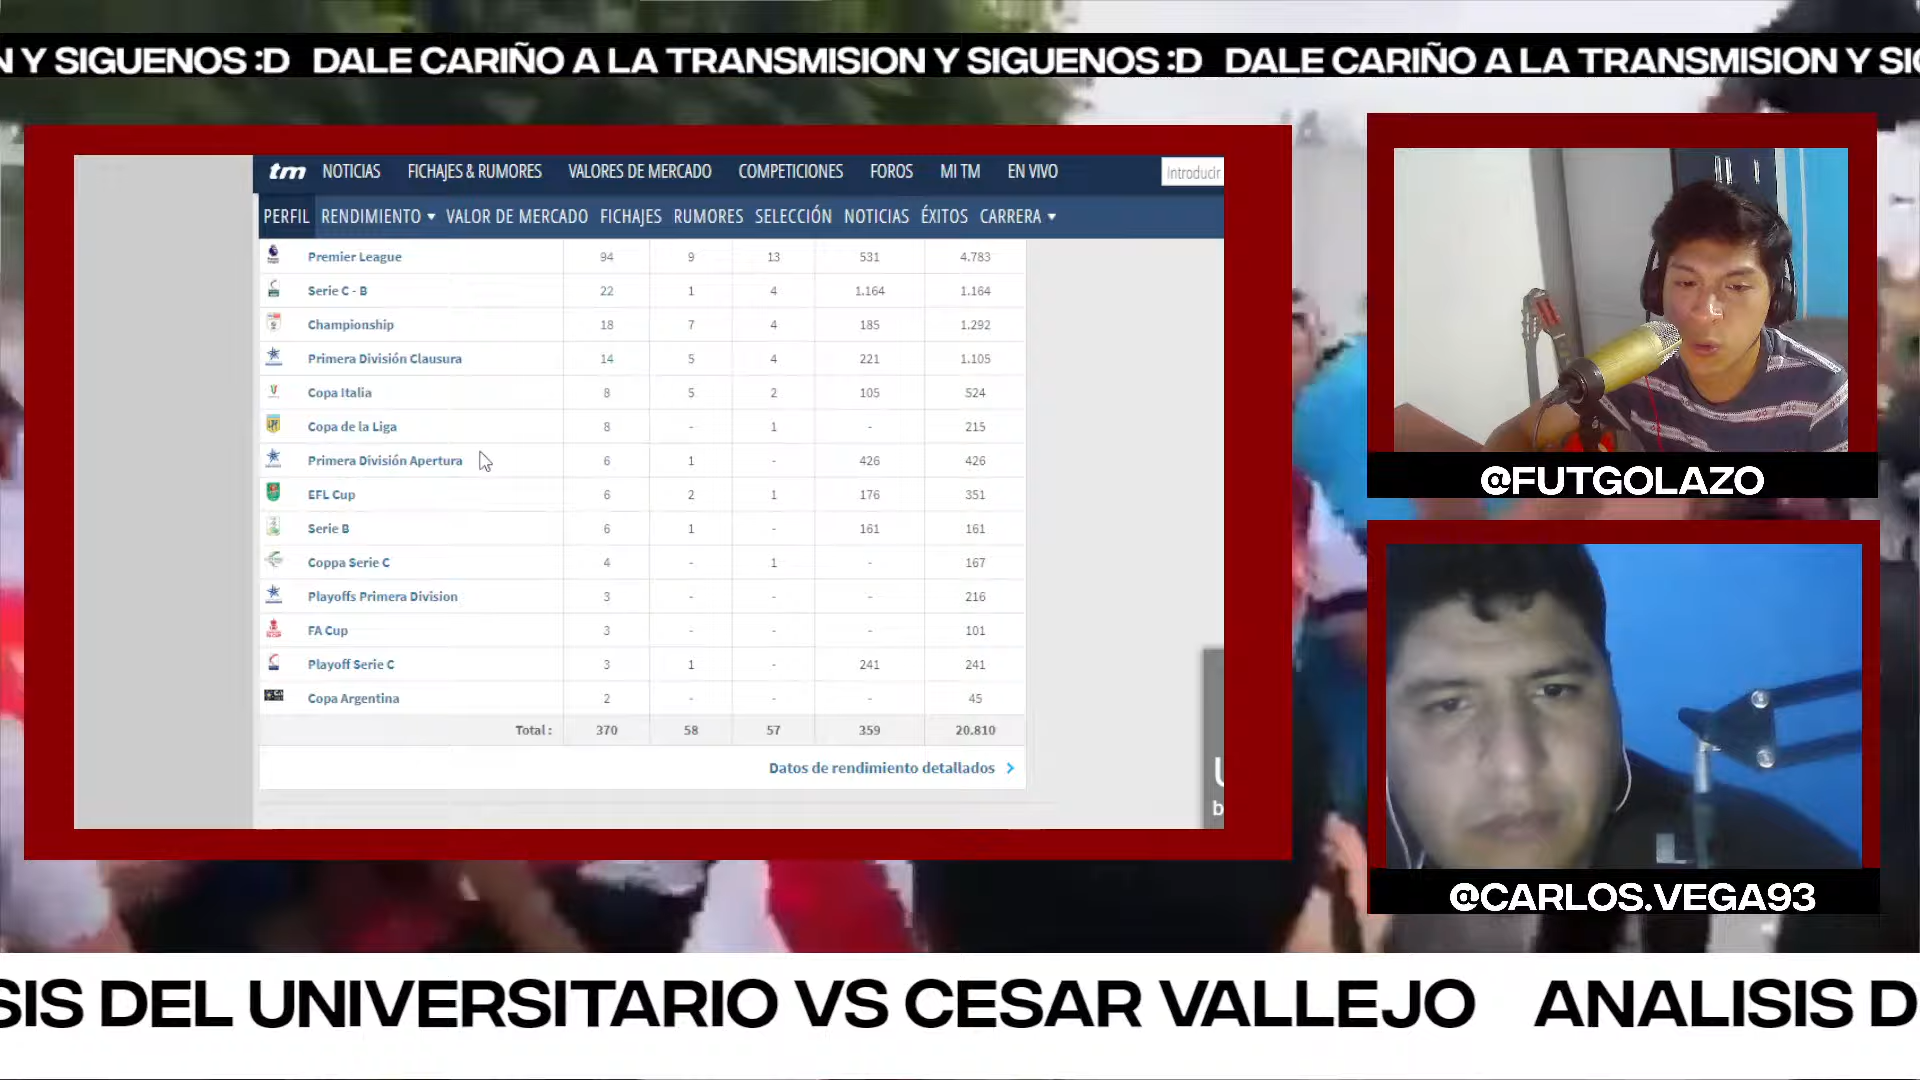 N Y SIGUENOS :D DALE CARIÑO A LA TRANSMISION Y SIGUENOS :D DALE CARIÑO A LA TRANSMISION Y SIG
tm NOTICIAS FICHAJES & RUMORES VALORES DE MERCADO COMPETICIONES FOROS MI TM EN VIVO Introducir
PERFIL RENDIMIENTO VALOR DE MERCADO FICHAJES RUMORES SELECCIÓN NOTICIAS ÉXITOS CARRERA
Premier League 94 9 13 531 4.783
Serie C - B 22 1 4 1.164 1.164
Championship 18 7 4 185 1.292
Primera División Clausura 14 5 4 221 1.105
Copa Italia 8 5 2 105 524
Copa de la Liga 8 - 1 - 215
Primera División Apertura 6 1 - 426 426
EFL Cup 6 2 1 176 351
Serie B 6 1 - 161 161
Coppa Serie C 4 - 1 - 167
Playoffs Primera Division 3 - - - 216
FA Cup 3 - - - 101
Playoff Serie C 3 1 - 241 241
Copa Argentina 2 - - - 45
Total : 370 58 57 359 20.810
Datos de rendimiento detallados
U
b
@FUTGOLAZO
@CARLOS.VEGA93
SIS DEL UNIVERSITARIO VS CESAR VALLEJO ANALISIS D